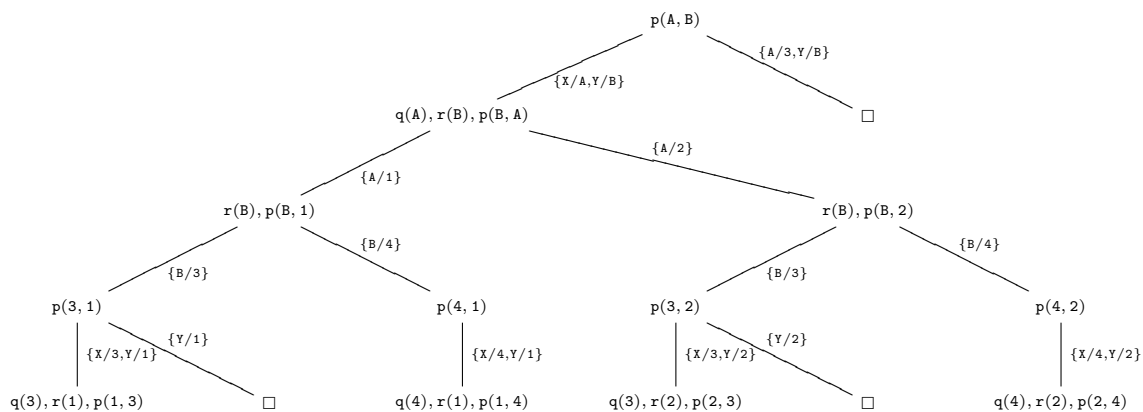 p(A, B)
{X/A,Y/B} {A/3,Y/B}
q(A), r(B), p(B, A) □
{A/1} {A/2}
r(B), p(B, 1) r(B), p(B, 2)
{B/3} {B/4} {B/3} {B/4}
p(3, 1) p(4, 1) p(3, 2) p(4, 2)
{X/3,Y/1} {Y/1} {X/4,Y/1} {X/3,Y/2} {Y/2} {X/4,Y/2}
q(3), r(1), p(1, 3) □ q(4), r(1), p(1, 4) q(3), r(2), p(2, 3) □ q(4), r(2), p(2, 4)